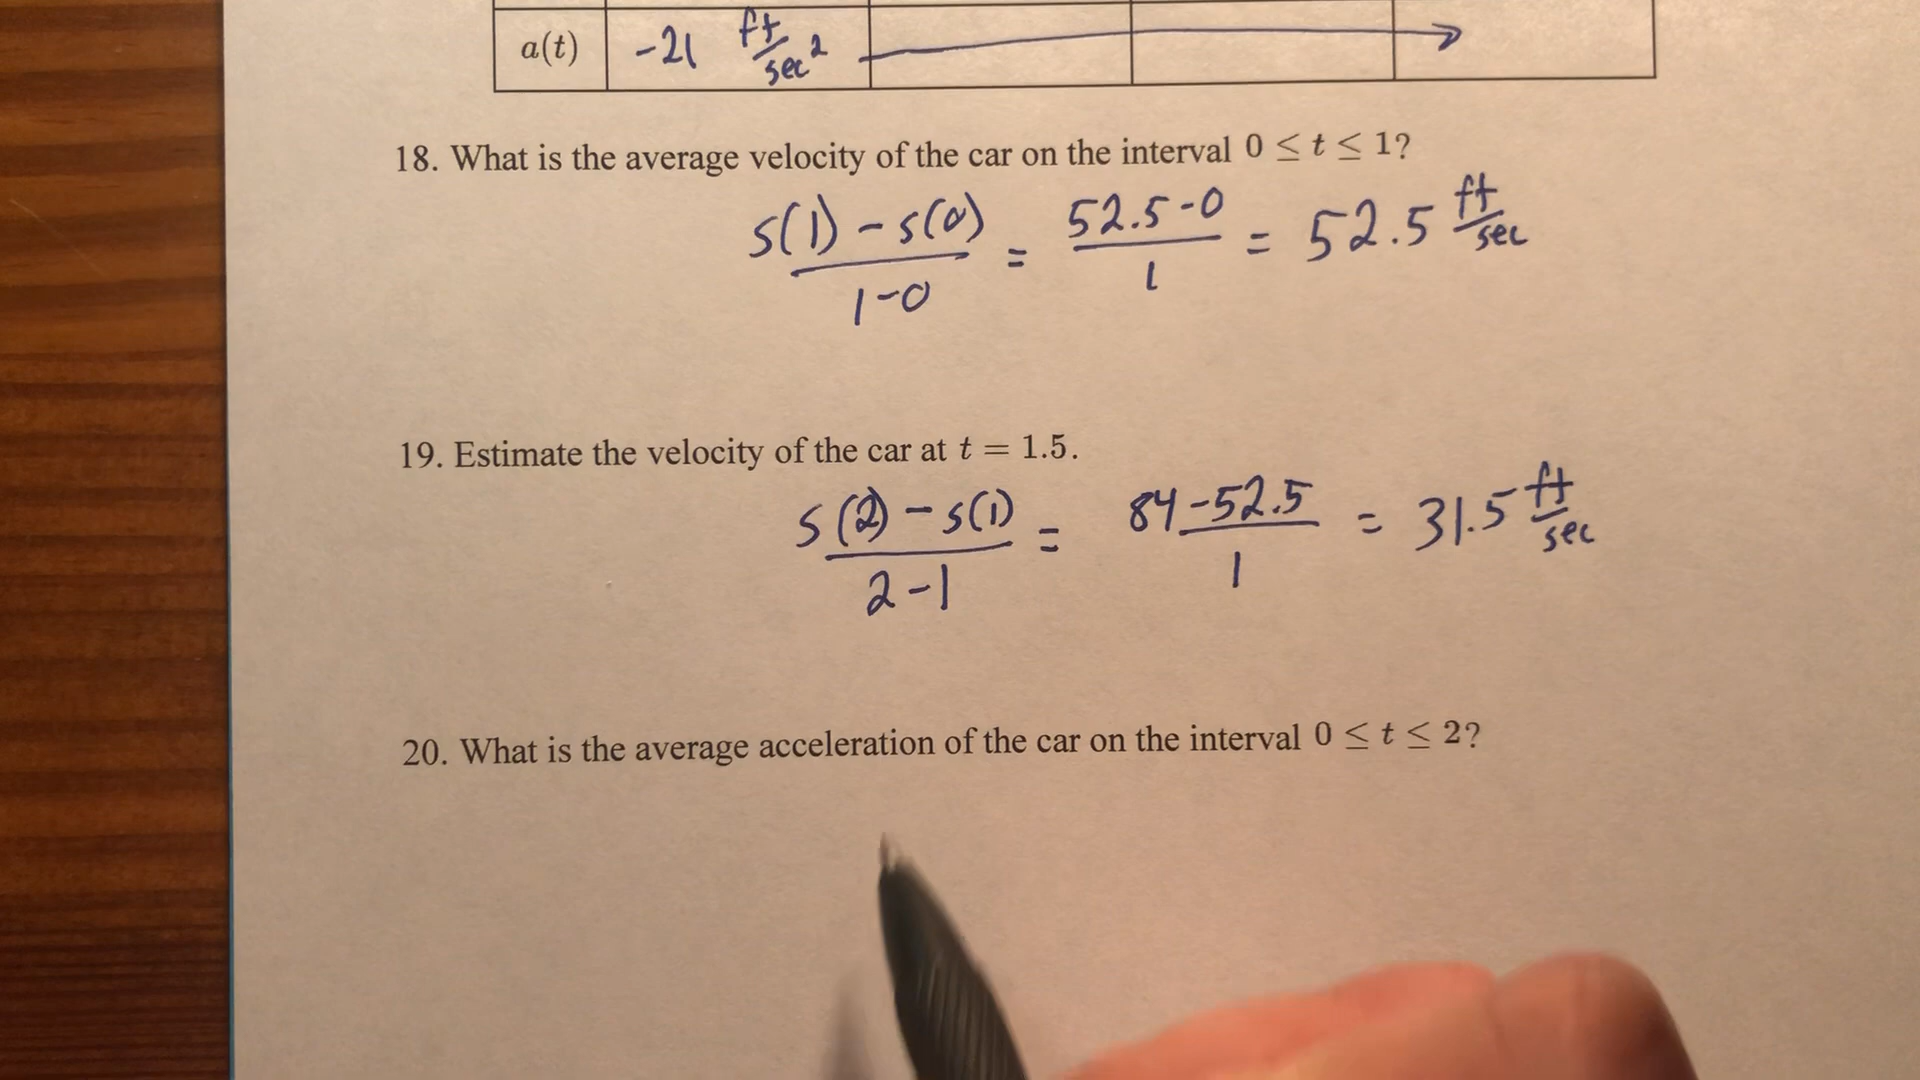 a(t) -21 ft/sec²
18. What is the average velocity of the car on the interval 0 ≤ t ≤ 1?
s(1) - s(0) / 1-0 = 52.5-0 / 1 = 52.5 ft/sec
19. Estimate the velocity of the car at t = 1.5.
s(2) - s(1) / 2-1 = 84-52.5 / 1 = 31.5 ft/sec
20. What is the average acceleration of the car on the interval 0 ≤ t ≤ 2?